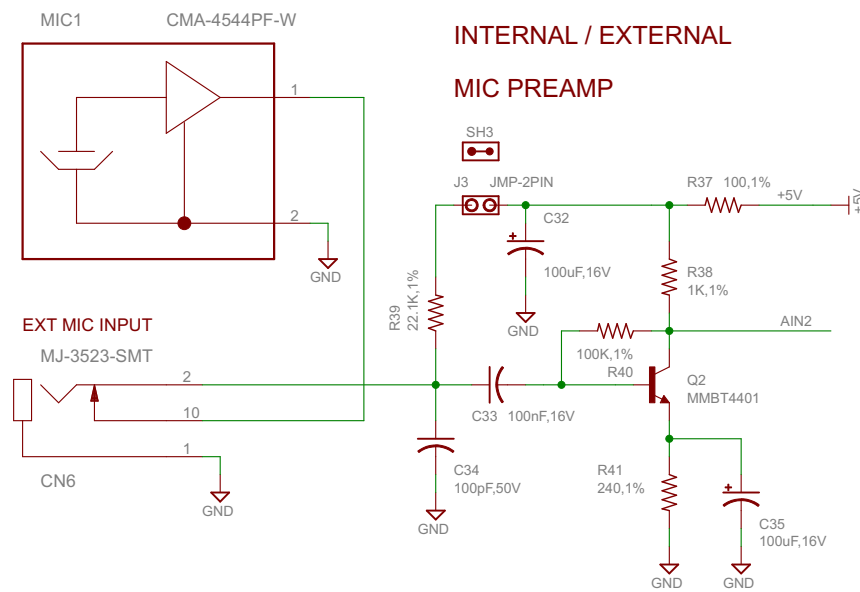 MIC1
CMA-4544PF-W
INTERNAL / EXTERNAL
MIC PREAMP
1
2
GND
SH3
J3
JMP-2PIN
R37
100,1%
+5V
+5V
C32
100uF,16V
GND
R39
22.1K,1%
R38
1K,1%
AIN2
100K,1%
R40
Q2
MMBT4401
EXT MIC INPUT
MJ-3523-SMT
2
10
1
CN6
GND
C33
100nF,16V
C34
100pF,50V
GND
R41
240,1%
C35
100uF,16V
GND
GND